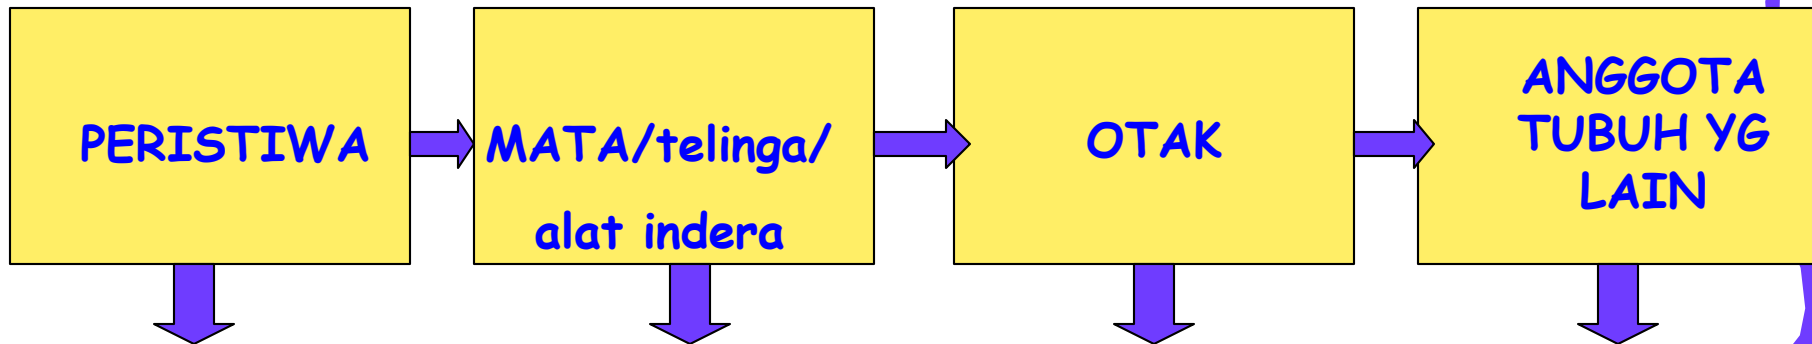 PERISTIWA
MATA/telinga/
alat indera
OTAK
ANGGOTA
TUBUH YG
LAIN